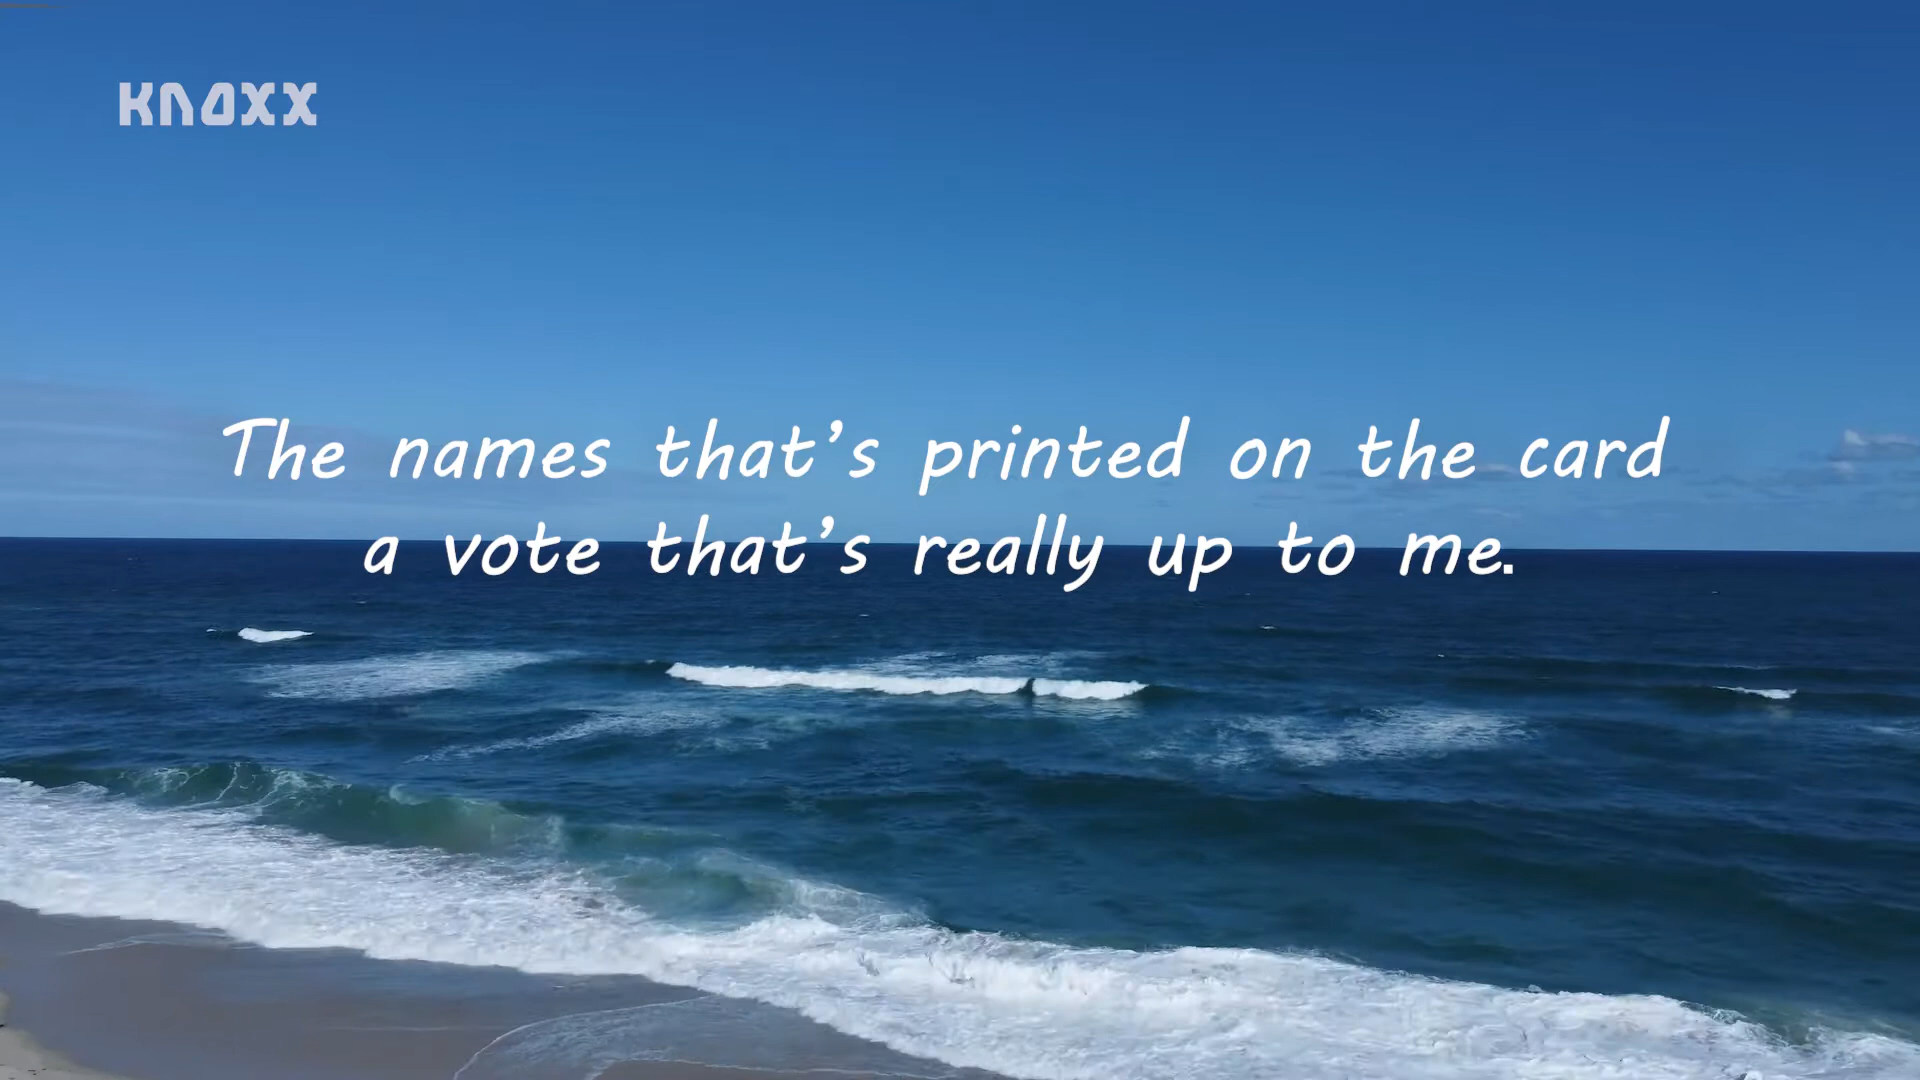 KNOXX
The names that’s printed on the card
a vote that’s really up to me.